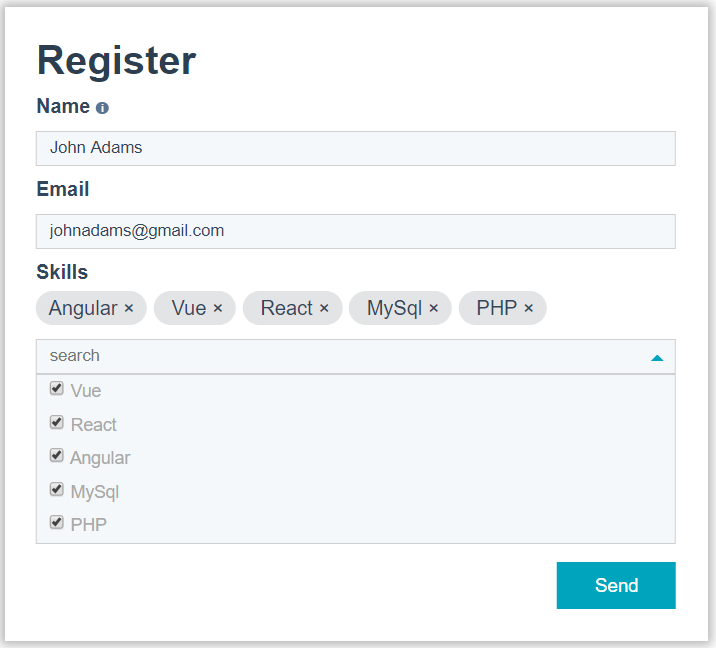 Register
Name
John Adams
Email
johnadams@gmail.com
Skills
Angular × Vue × React × MySql × PHP ×
search
Vue
React
Angular
MySql
PHP
Send